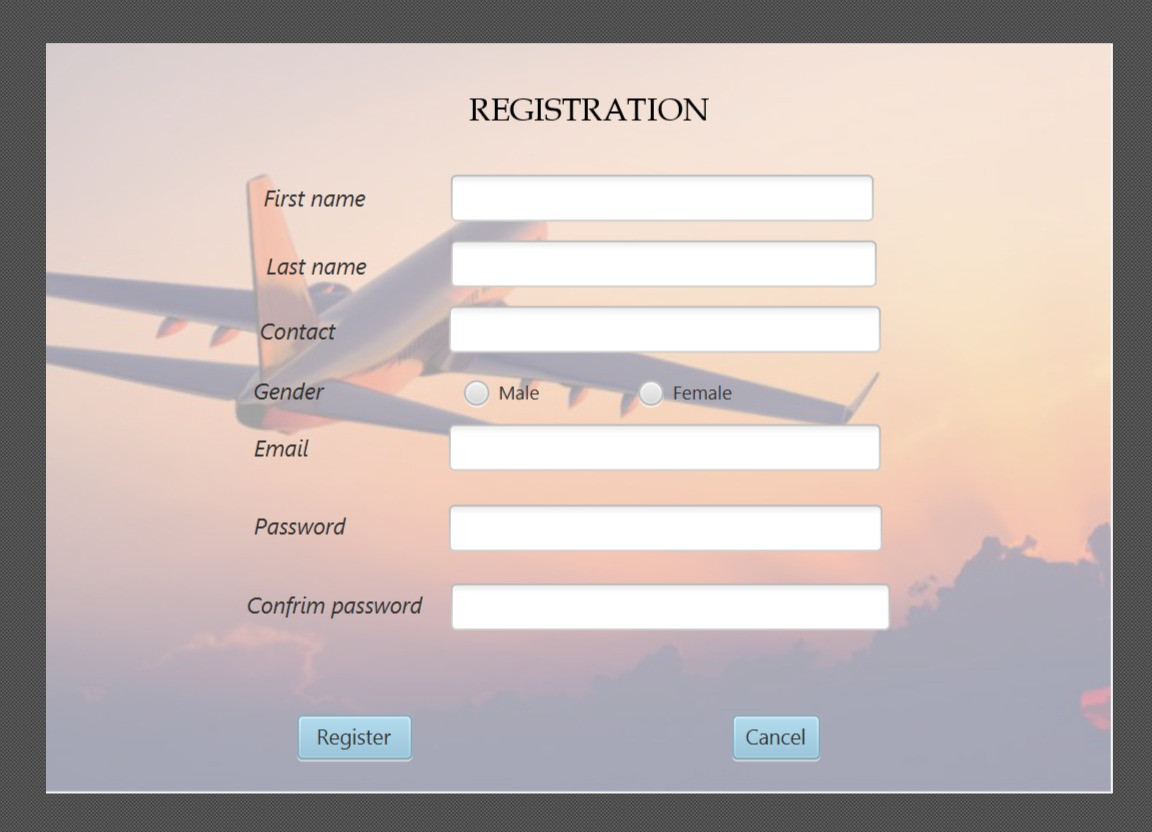 REGISTRATION
First name
Last name
Contact
Gender Male Female
Email
Password
Confrim password
Register Cancel